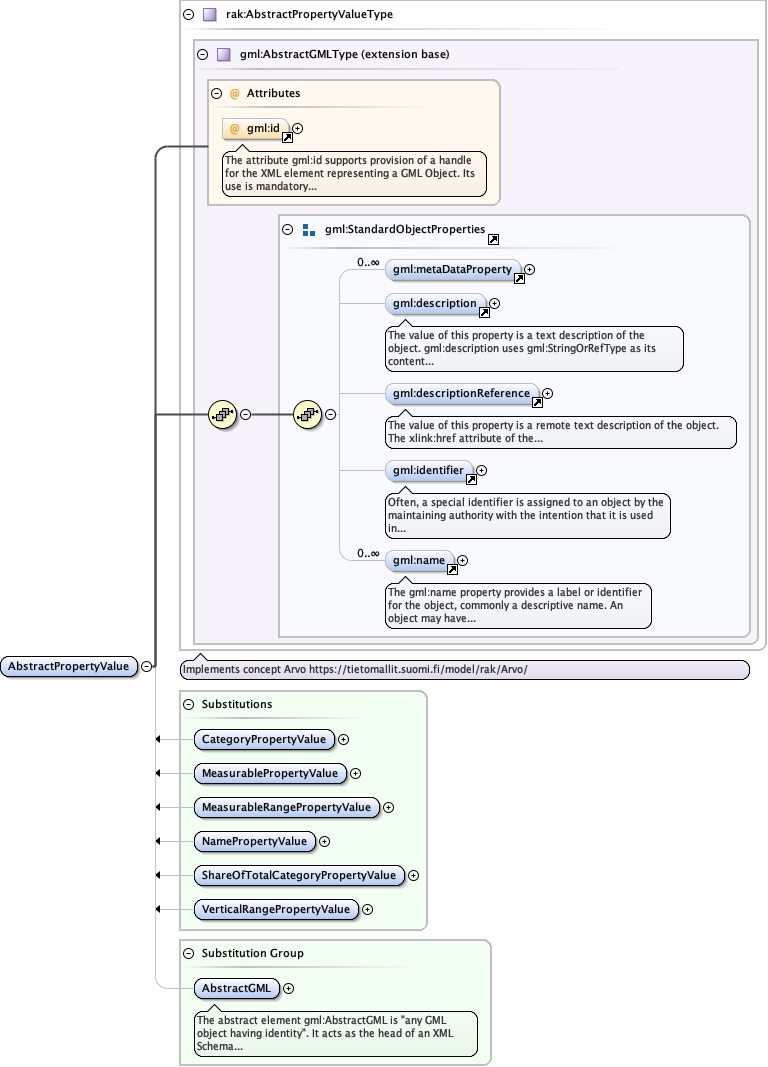 rak:AbstractPropertyValueType
gml:AbstractGMLType (extension base)
@ Attributes
@ gml:id
The attribute gml:id supports provision of a handle
for the XML element representing a GML Object. Its
use is mandatory...
gml:StandardObjectProperties
0..∞
gml:metaDataProperty
gml:description
The value of this property is a text description of the
object. gml:description uses gml:StringOrRefType as its
content...
gml:descriptionReference
The value of this property is a remote text description of the object.
The xlink:href attribute of the...
gml:identifier
Often, a special identifier is assigned to an object by the
maintaining authority with the intention that it is used
in...
0..∞
gml:name
The gml:name property provides a label or identifier
for the object, commonly a descriptive name. An
object may have...
AbstractPropertyValue
Implements concept Arvo https://tietomallit.suomi.fi/model/rak/Arvo/
Substitutions
CategoryPropertyValue
MeasurablePropertyValue
MeasurableRangePropertyValue
NamePropertyValue
ShareOfTotalCategoryPropertyValue
VerticalRangePropertyValue
Substitution Group
AbstractGML
The abstract element gml:AbstractGML is "any GML
object having identity". It acts as the head of an XML
Schema...